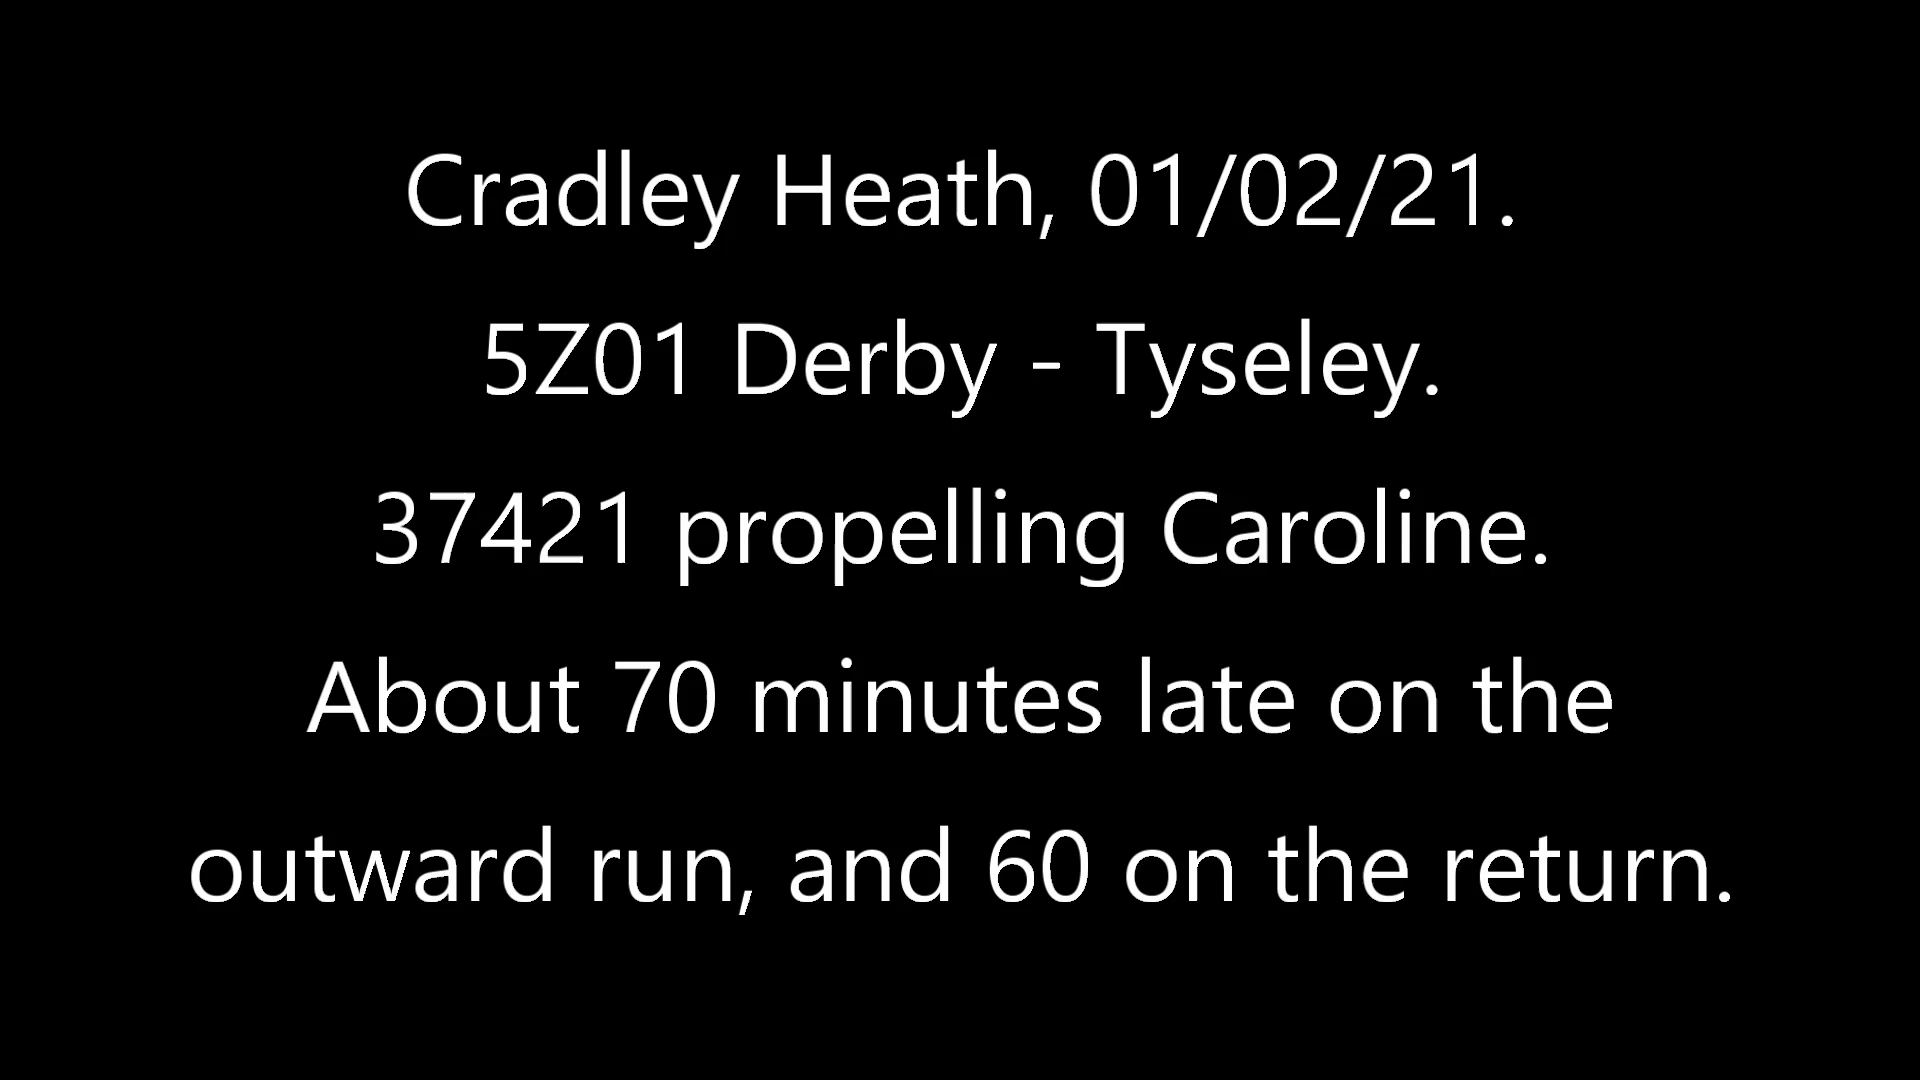 Cradley Heath, 01/02/21.
5Z01 Derby - Tyseley.
37421 propelling Caroline.
About 70 minutes late on the
outward run, and 60 on the return.